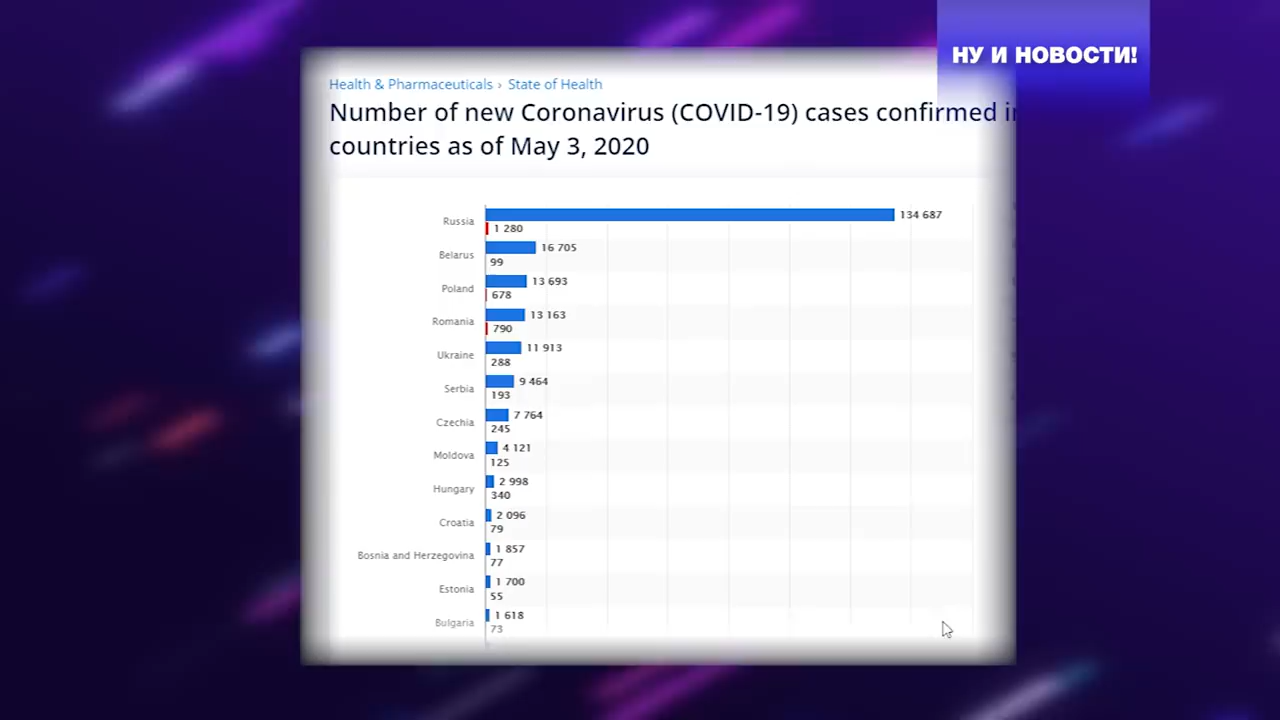 НУ И НОВОСТИ!
Health & Pharmaceuticals › State of Health
Number of new Coronavirus (COVID-19) cases confirmed
countries as of May 3, 2020
Russia
134 687
1 280
Belarus
16 705
99
Poland
13 693
678
Romania
13 163
790
Ukraine
11 913
288
Serbia
9 464
193
Czechia
7 764
245
Moldova
4 121
125
Hungary
2 998
340
Croatia
2 096
79
Bosnia and Herzegovina
1 857
77
Estonia
1 700
55
Bulgaria
1 618
73